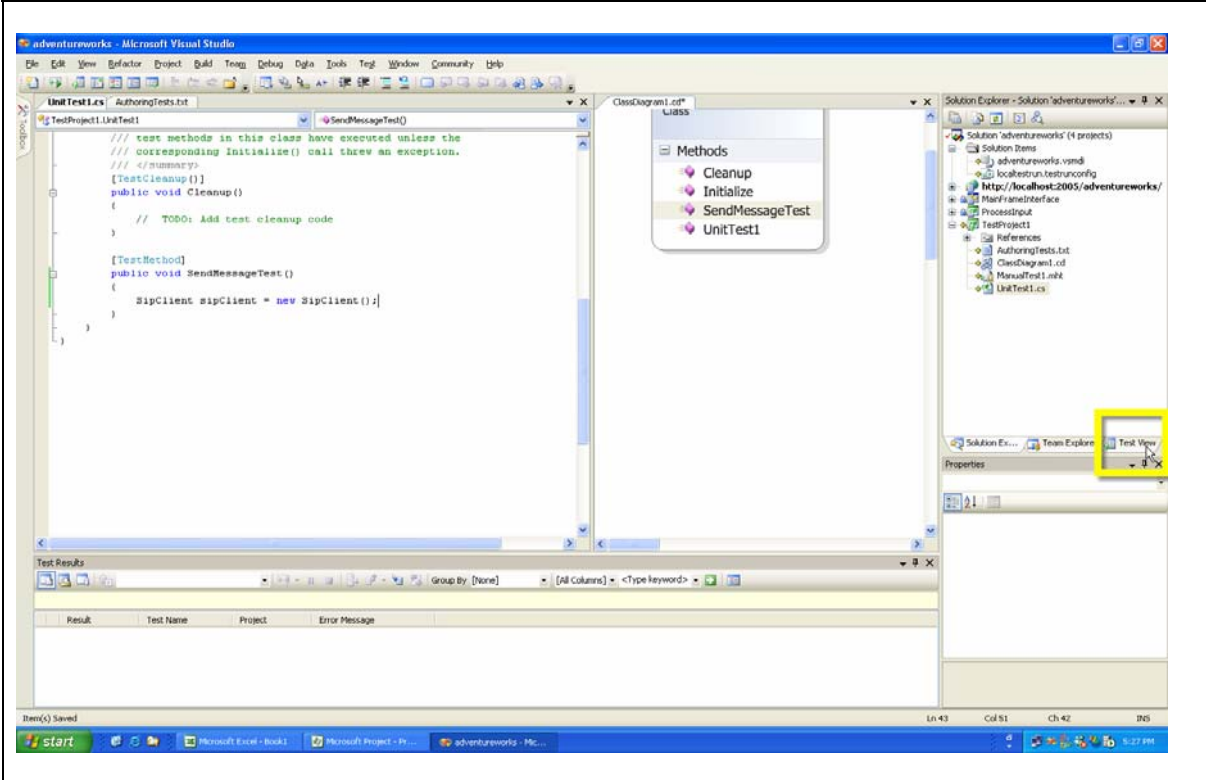 adventureworks - Microsoft Visual Studio
File Edit View Refactor Project Build Team Debug Data Tools Test Window Community Help
UnitTest1.cs AuthoringTests.txt
TestProject1.UnitTest1 SendMessageTest()
/// test methods in this class have executed unless the
/// corresponding Initialize() call threw an exception.
/// </summary>
[TestCleanup()]
public void Cleanup()
{
// TODO: Add test cleanup code
}
[TestMethod]
public void SendMessageTest()
{
SipClient sipClient = new SipClient();
}
}
}
Toolbox
ClassDiagram1.cd*
Class
Methods
Cleanup
Initialize
SendMessageTest
UnitTest1
Solution Explorer - Solution 'adventureworks'...
Solution 'adventureworks' (4 projects)
Solution Items
adventureworks.vsmdi
localtestrun.testrunconfig
http://localhost:2005/adventureworks/
MainFrameInterface
ProcessInput
TestProject1
References
AuthoringTests.txt
ClassDiagram1.cd
ManualTest1.mht
UnitTest1.cs
Solution Ex... Team Explore Test View
Properties
Test Results
Group By [None] [All Columns] <Type keyword>
Result Test Name Project Error Message
Item(s) Saved Ln 43 Col 51 Ch 42 INS
start Microsoft Excel - Book1 Microsoft Project - Pr... adventureworks - Mic... 5:27 PM